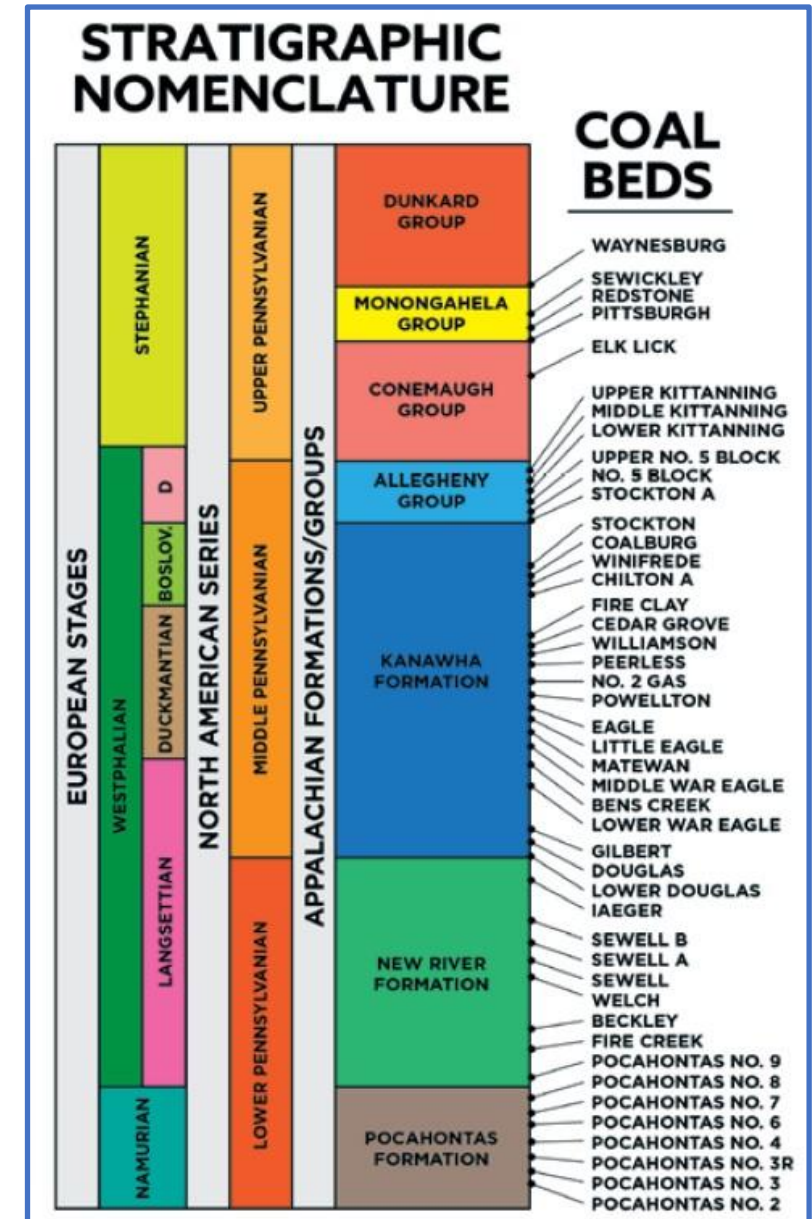 STRATIGRAPHIC
NOMENCLATURE
COAL
BEDS
EUROPEAN STAGES
STEPHANIAN
WESTPHALIAN
NAMURIAN
D
BOSLOV.
DUCKMANTIAN
LANGSETTIAN
NORTH AMERICAN SERIES
UPPER PENNSYLVANIAN
MIDDLE PENNSYLVANIAN
LOWER PENNSYLVANIAN
APPALACHIAN FORMATIONS/GROUPS
DUNKARD
GROUP
MONONGAHELA
GROUP
CONEMAUGH
GROUP
ALLEGHENY
GROUP
KANAWHA
FORMATION
NEW RIVER
FORMATION
POCAHONTAS
FORMATION
WAYNESBURG
SEWICKLEY
REDSTONE
PITTSBURGH
ELK LICK
UPPER KITTANNING
MIDDLE KITTANNING
LOWER KITTANNING
UPPER NO. 5 BLOCK
NO. 5 BLOCK
STOCKTON A
STOCKTON
COALBURG
WINIFREDE
CHILTON A
FIRE CLAY
CEDAR GROVE
WILLIAMSON
PEERLESS
NO. 2 GAS
POWELLTON
EAGLE
LITTLE EAGLE
MATEWAN
MIDDLE WAR EAGLE
BENS CREEK
LOWER WAR EAGLE
GILBERT
DOUGLAS
LOWER DOUGLAS
IAEGER
SEWELL B
SEWELL A
SEWELL
WELCH
BECKLEY
FIRE CREEK
POCAHONTAS NO. 9
POCAHONTAS NO. 8
POCAHONTAS NO. 7
POCAHONTAS NO. 6
POCAHONTAS NO. 4
POCAHONTAS NO. 3R
POCAHONTAS NO. 3
POCAHONTAS NO. 2